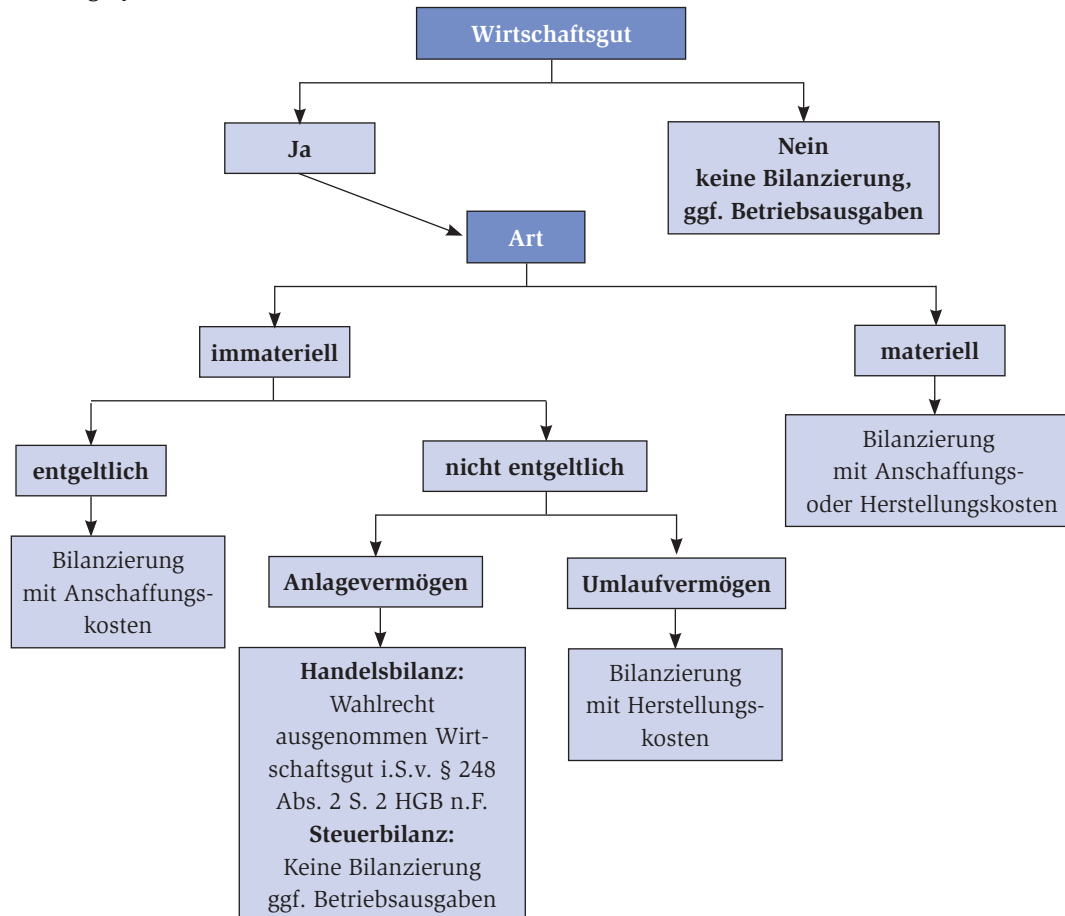 Wirtschaftsgut
Ja
Nein
keine Bilanzierung,
ggf. Betriebsausgaben
Art
immateriell
materiell
entgeltlich
nicht entgeltlich
Bilanzierung
mit Anschaffungs-
oder Herstellungskosten
Bilanzierung
mit Anschaffungs-
kosten
Anlagevermögen
Umlaufvermögen
Handelsbilanz:
Wahlrecht
ausgenommen Wirt-
schaftsgut i.S.v. § 248
Abs. 2 S. 2 HGB n.F.
Steuerbilanz:
Keine Bilanzierung
ggf. Betriebsausgaben
Bilanzierung
mit Herstellungs-
kosten